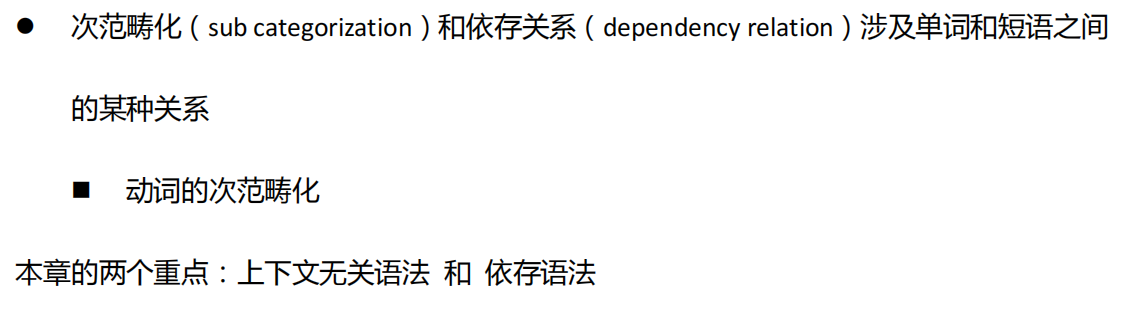 ● 次范畴化（sub categorization）和依存关系（dependency relation）涉及单词和短语之间
的某种关系
■ 动词的次范畴化
本章的两个重点：上下文无关语法 和 依存语法